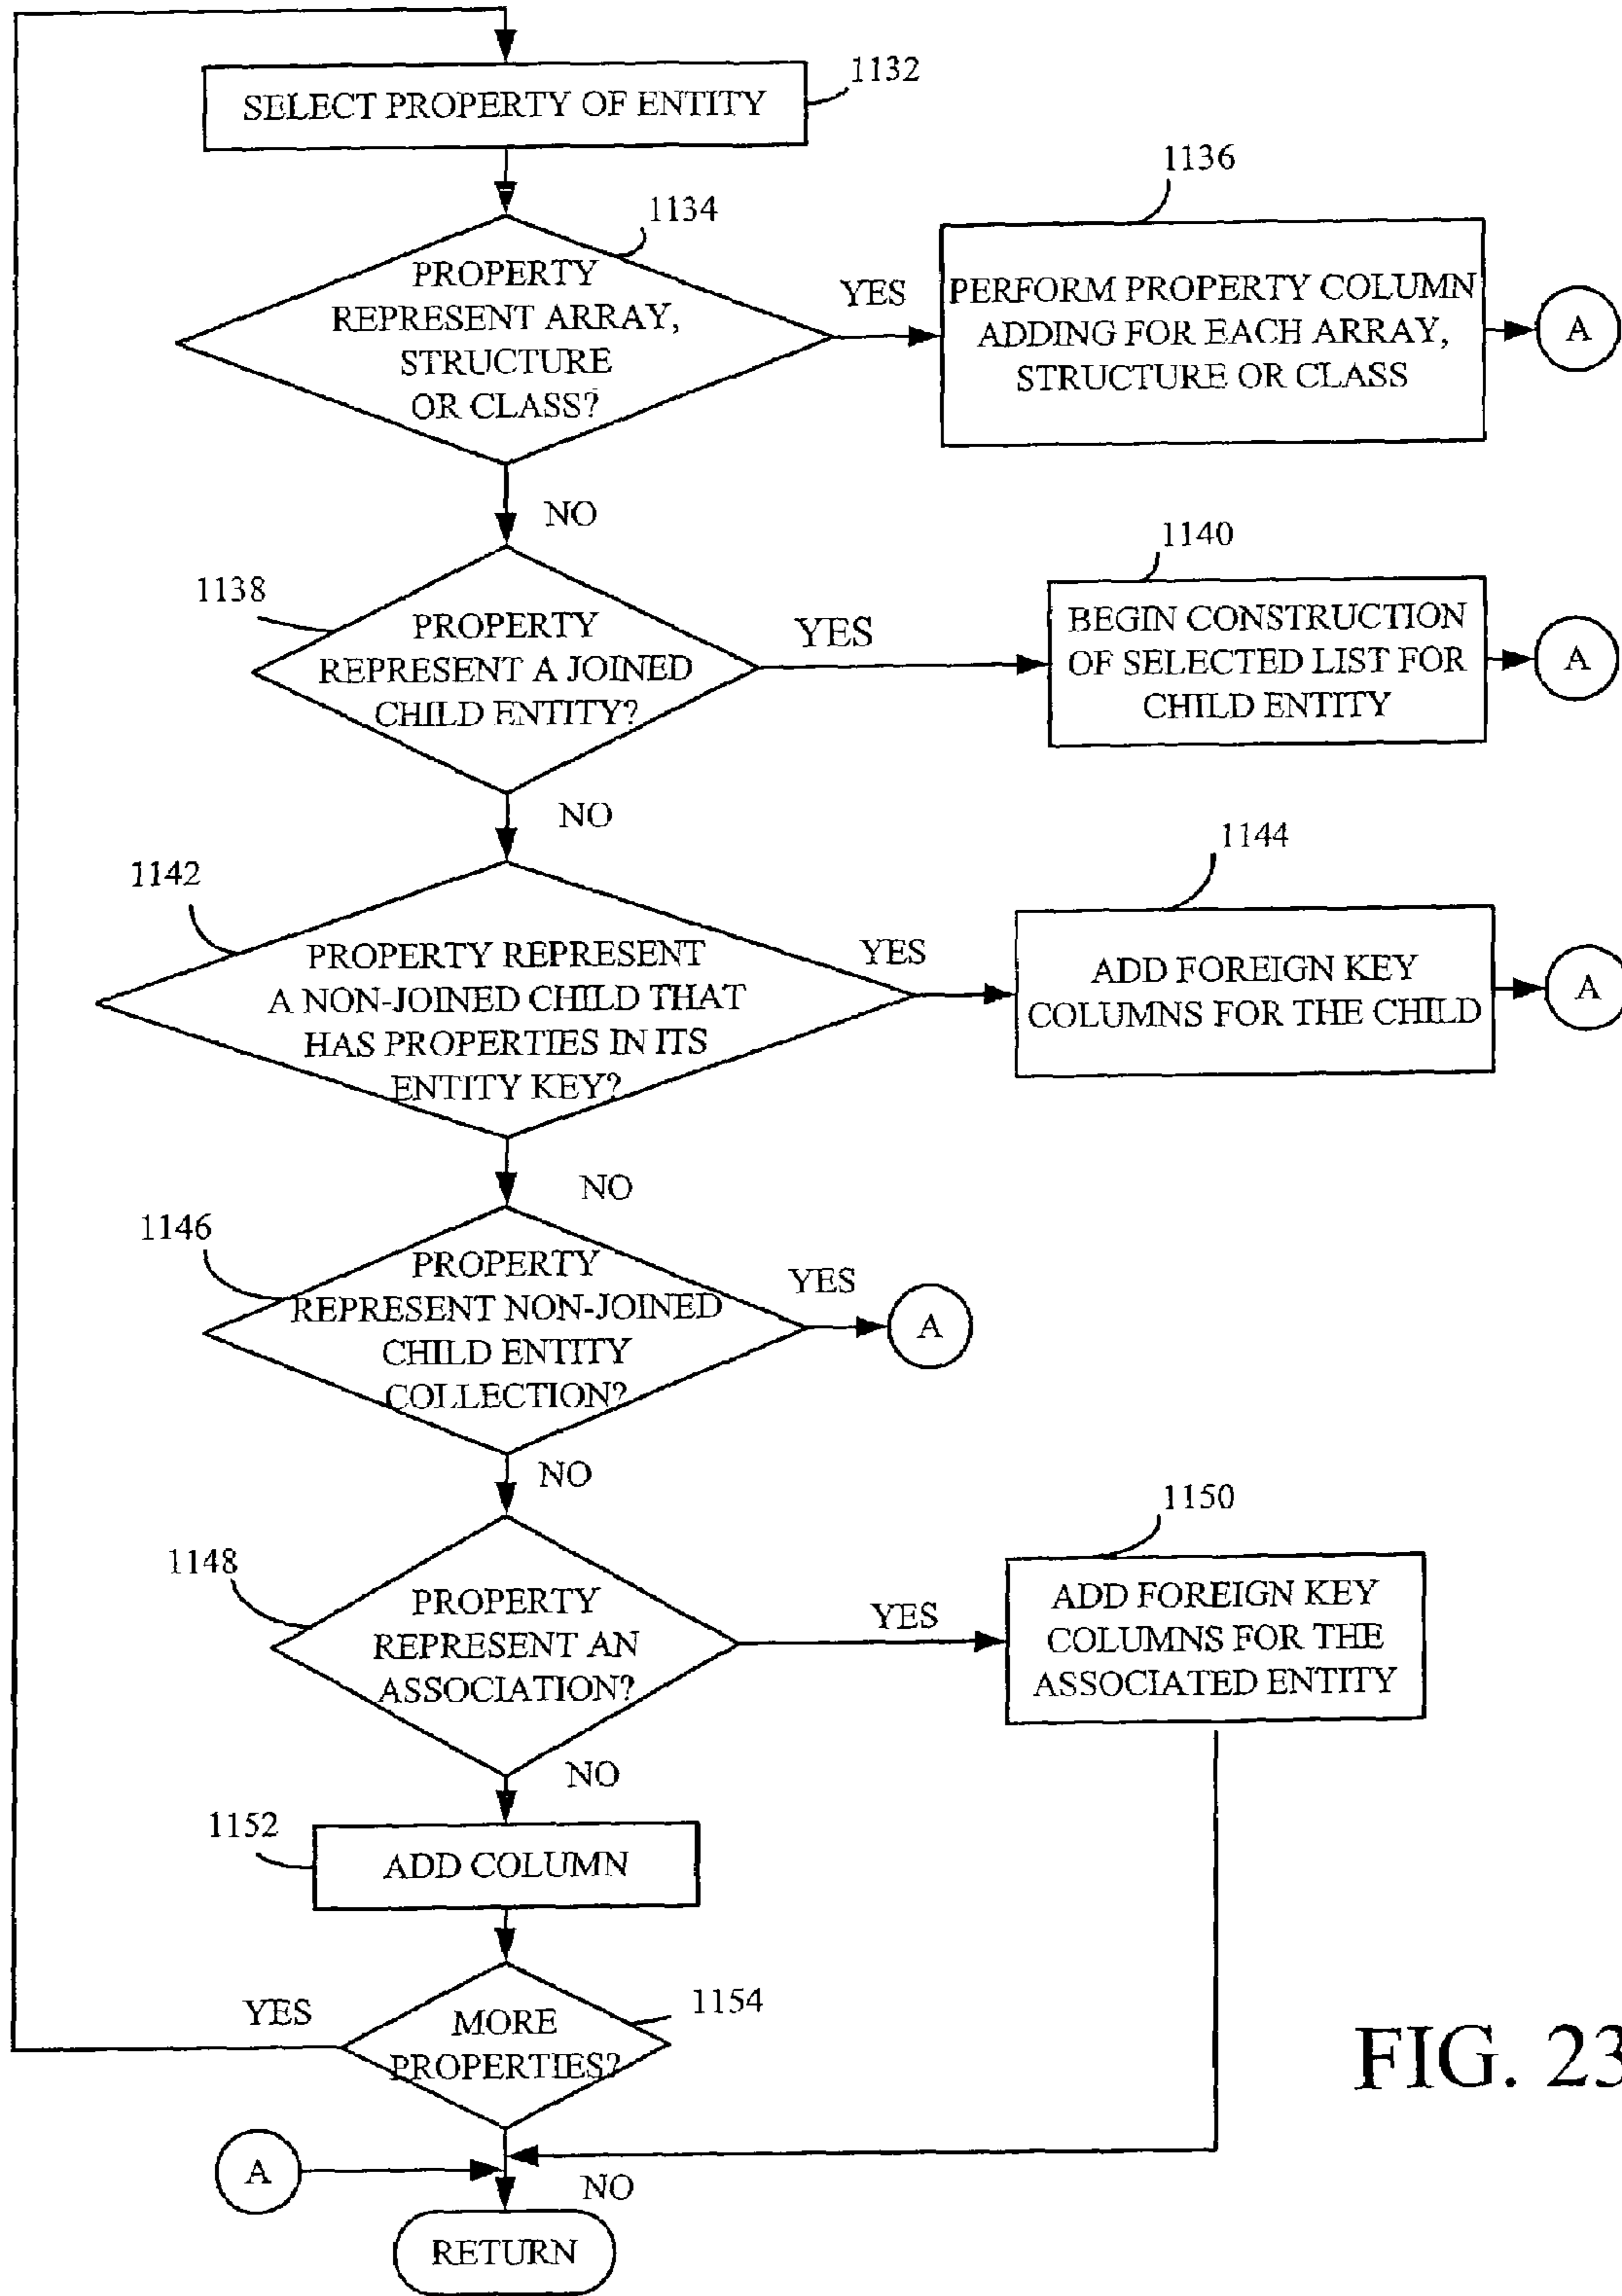 SELECT PROPERTY OF ENTITY
1132
PROPERTY
REPRESENT ARRAY,
STRUCTURE
OR CLASS?
1134
YES
1136
PERFORM PROPERTY COLUMN
ADDING FOR EACH ARRAY,
STRUCTURE OR CLASS
A
NO
1138
PROPERTY
REPRESENT A JOINED
CHILD ENTITY?
YES
1140
BEGIN CONSTRUCTION
OF SELECTED LIST FOR
CHILD ENTITY
A
NO
1142
PROPERTY REPRESENT
A NON-JOINED CHILD THAT
HAS PROPERTIES IN ITS
ENTITY KEY?
YES
1144
ADD FOREIGN KEY
COLUMNS FOR THE CHILD
A
NO
1146
PROPERTY
REPRESENT NON-JOINED
CHILD ENTITY
COLLECTION?
YES
A
NO
1148
PROPERTY
REPRESENT AN
ASSOCIATION?
YES
1150
ADD FOREIGN KEY
COLUMNS FOR THE
ASSOCIATED ENTITY
NO
1152
ADD COLUMN
YES
MORE
PROPERTIES?
1154
A
NO
RETURN
FIG. 23